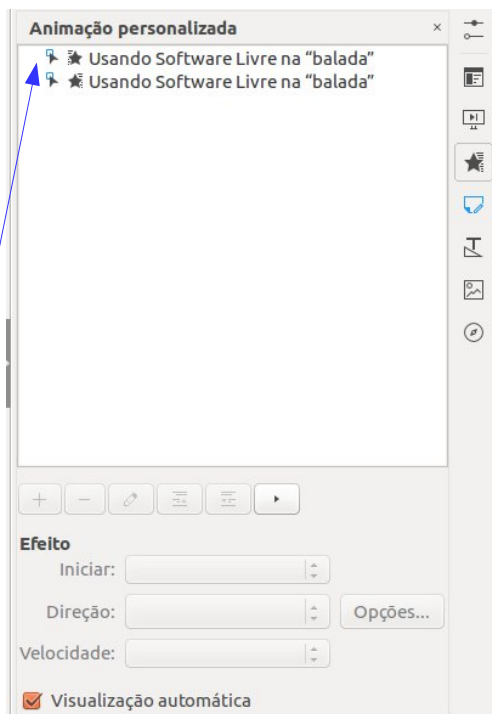 Animação personalizada
Usando Software Livre na “balada”
Usando Software Livre na “balada”
Efeito
Iniciar:
Direção:
Opções...
Velocidade:
Visualização automática